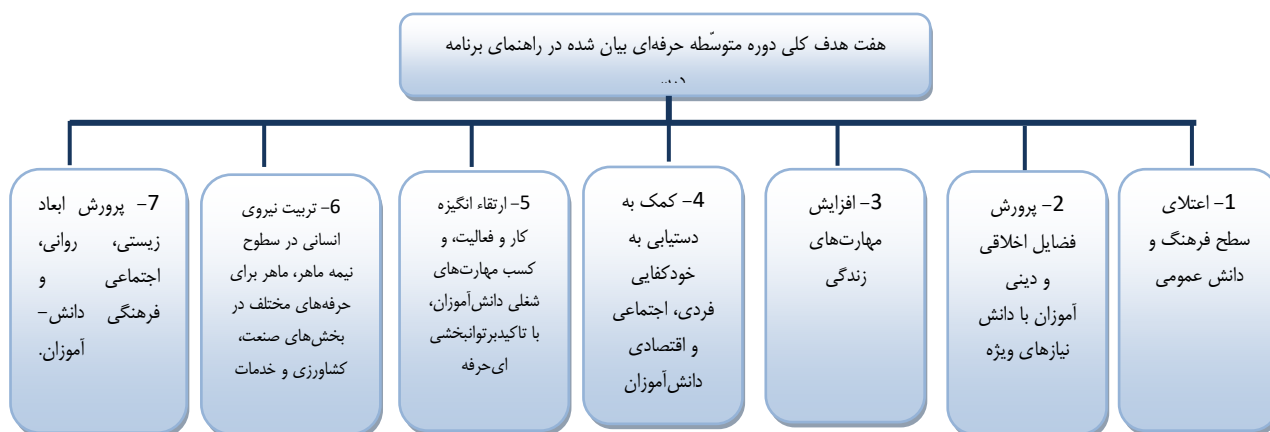 هفت هدف کلی دوره متوسّطه حرفه‌ای بیان شده در راهنمای برنامه
1- اعتلای
سطح فرهنگ و
دانش عمومی
2- پرورش
فضایل اخلاقی
و دینی
آموزان با دانش
نیازهای ویژه
3- افزایش
مهارت‌های
زندگی
4- کمک به
دستیابی به
خودکفایی
فردی، اجتماعی
و اقتصادی
دانش‌آموزان
5- ارتقاء انگیزه
کار و فعالیت، و
کسب مهارت‌های
شغلی دانش‌آموزان،
با تاکیدبرتوانبخشی
ای‌حرفه
6- تربیت نیروی
انسانی در سطوح
نیمه ماهر، ماهر برای
حرفه‌های مختلف در
بخش‌های صنعت،
کشاورزی و خدمات
7- پرورش ابعاد
زیستی، روانی،
اجتماعی و
فرهنگی دانش-
آموزان.